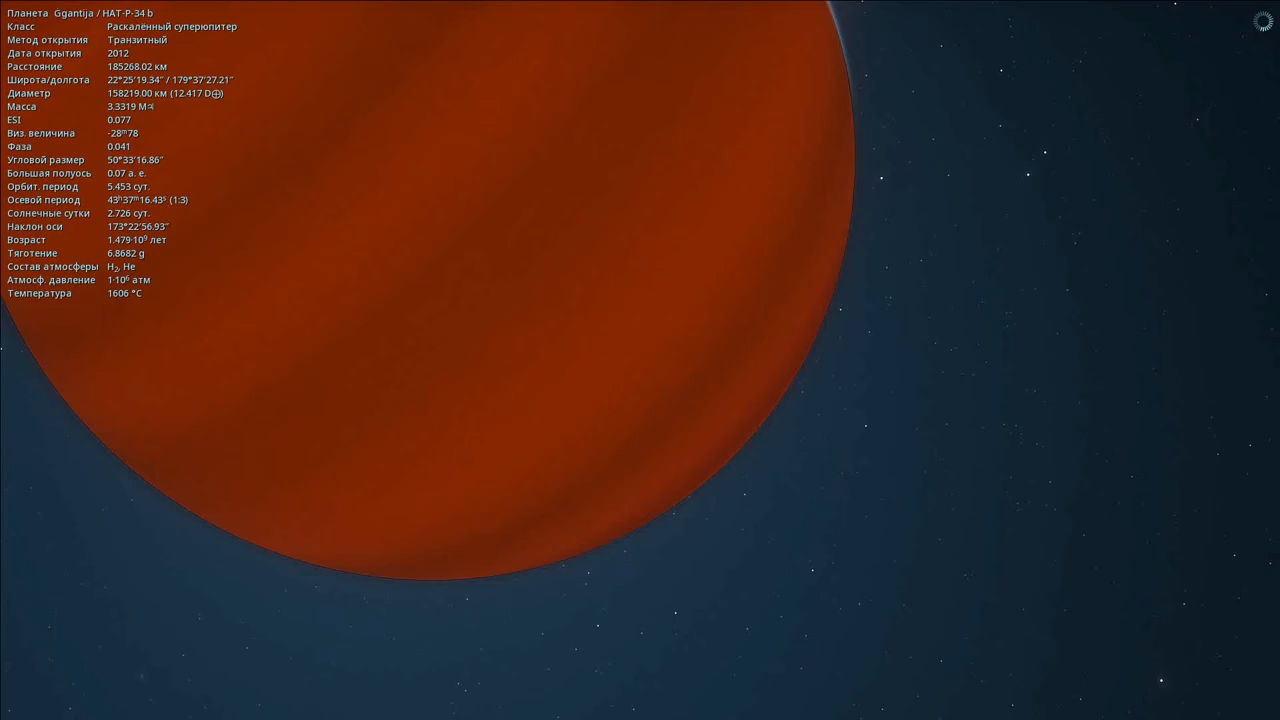 Планета Ggantija / HAT-P-34 b
Класс Раскалённый суперюпитер
Метод открытия Транзитный
Дата открытия 2012
Расстояние 185268.02 км
Широта/долгота 22°25′19.34″ / 179°37′27.21″
Диаметр 158219.00 км (12.417 D⊕)
Масса 3.3319 M♃
ESI 0.077
Виз. величина -28ᵐ78
Фаза 0.041
Угловой размер 50°33′16.86″
Большая полуось 0.07 а. е.
Орбит. период 5.453 сут.
Осевой период 43ʰ37ᵐ16.43ˢ (1:3)
Солнечные сутки 2.726 сут.
Наклон оси 173°22′56.93″
Возраст 1.479·10⁹ лет
Тяготение 6.8682 g
Состав атмосферы H₂, He
Атмосф. давление 1·10⁶ атм
Температура 1606 °C